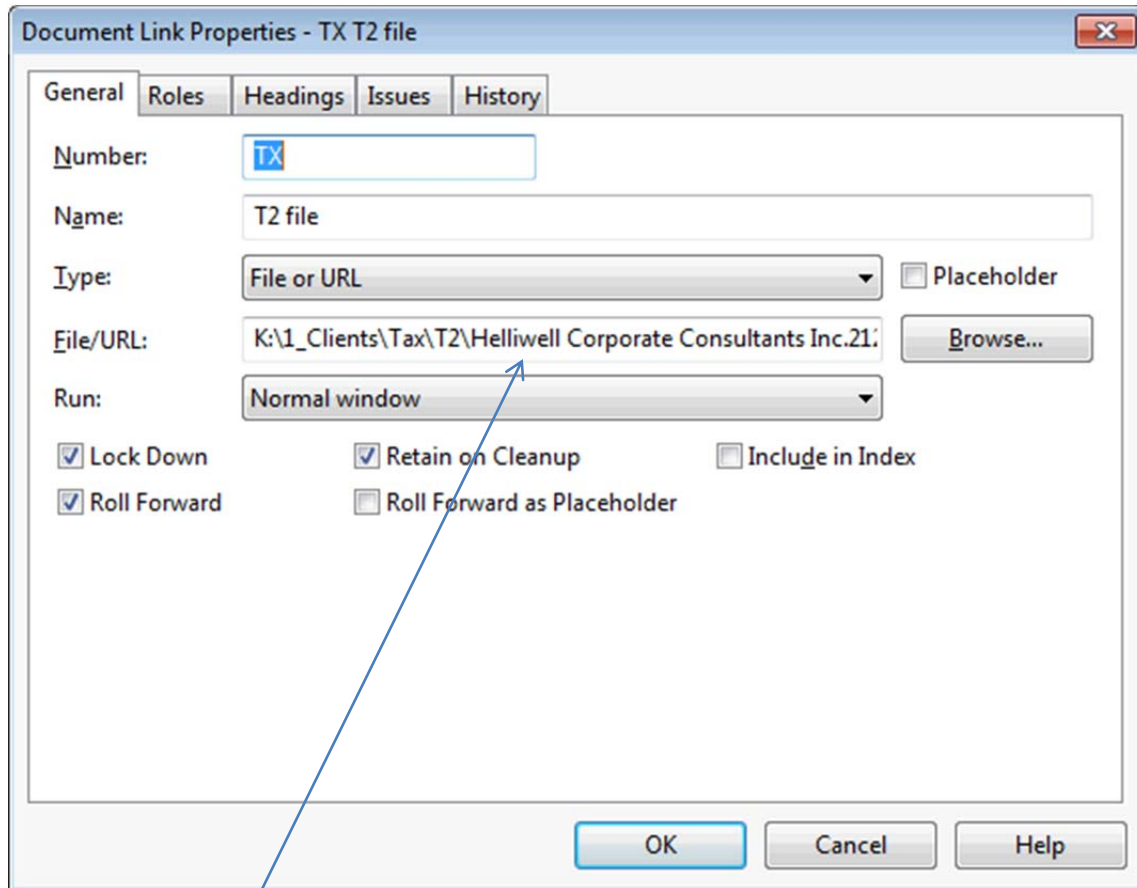 Document Link Properties - TX T2 file
General Roles Headings Issues History
Number: TX
Name: T2 file
Type: File or URL Placeholder
File/URL: K:\1_Clients\Tax\T2\Helliwell Corporate Consultants Inc.212 Browse...
Run: Normal window
Lock Down Retain on Cleanup Include in Index
Roll Forward Roll Forward as Placeholder
OK Cancel Help